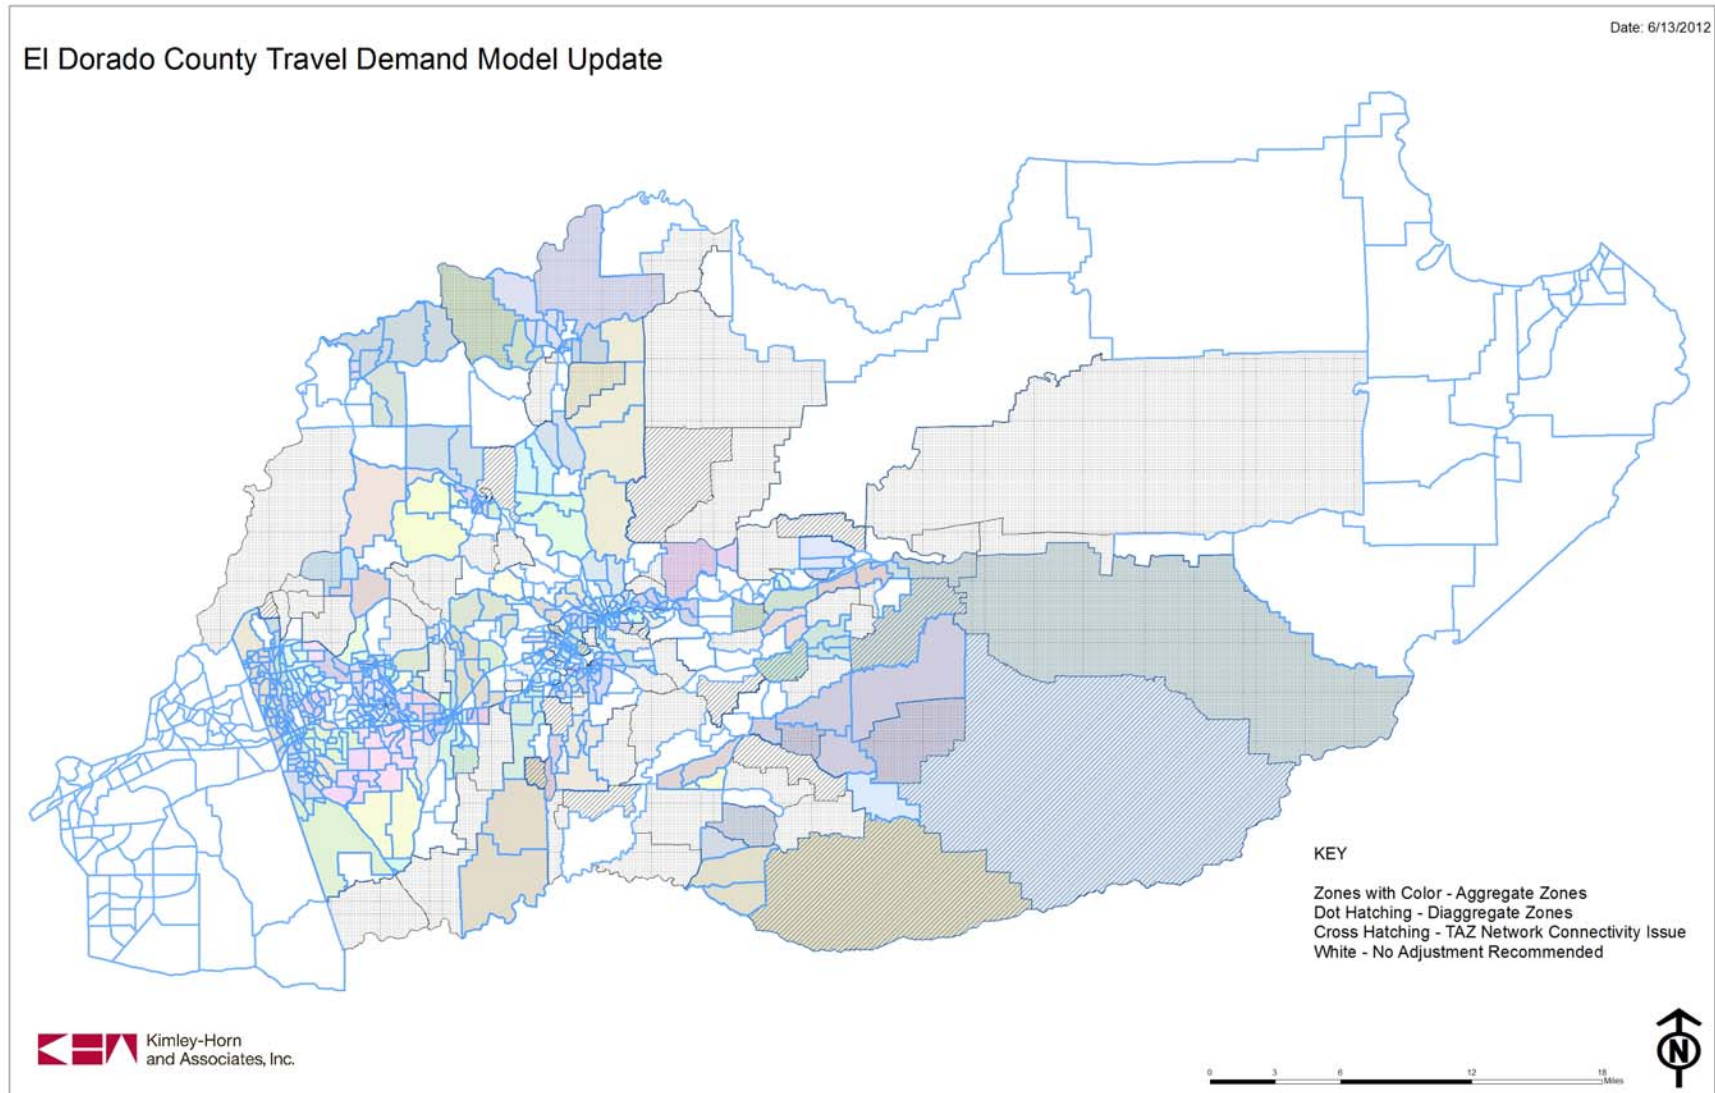 Date: 6/13/2012
El Dorado County Travel Demand Model Update
KEY
Zones with Color - Aggregate Zones
Dot Hatching - Diaggregate Zones
Cross Hatching - TAZ Network Connectivity Issue
White - No Adjustment Recommended
Kimley-Horn
and Associates, Inc.
N
0 3 6 12 18
Miles